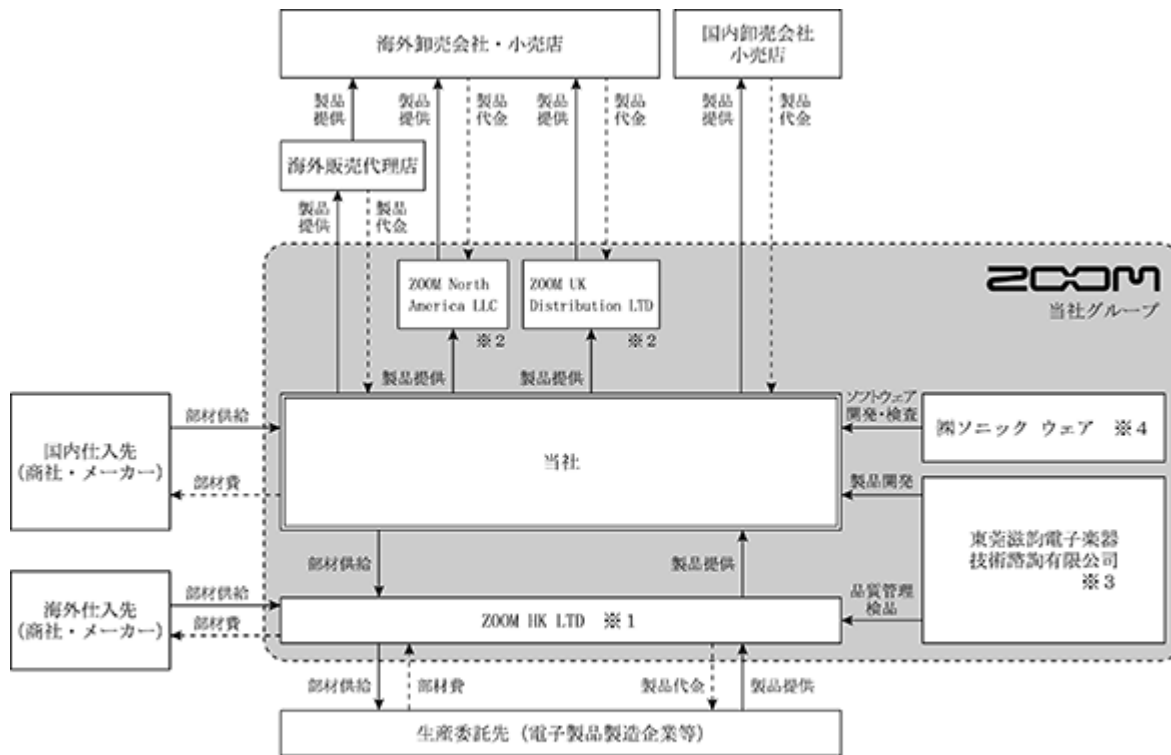 海外卸売会社・小売店
国内卸売会社
小売店
製品
提供
製品
提供
製品
代金
製品
提供
製品
代金
製品
提供
製品
代金
海外販売代理店
製品
提供
製品
代金
ZOOM North
America LLC
※2
ZOOM UK
Distribution LTD
※2
ZOOM
当社グループ
製品提供
製品提供
国内仕入先
(商社・メーカー)
部材供給
部材費
当社
ソフトウェア
開発・検査
㈱ソニック ウェア ※4
製品開発
東莞滋韵電子楽器
技術諮詢有限公司
※3
品質管理
検品
部材供給
製品提供
海外仕入先
(商社・メーカー)
部材供給
部材費
ZOOM HK LTD ※1
部材供給
部材費
製品代金
製品提供
生産委託先（電子製品製造企業等）